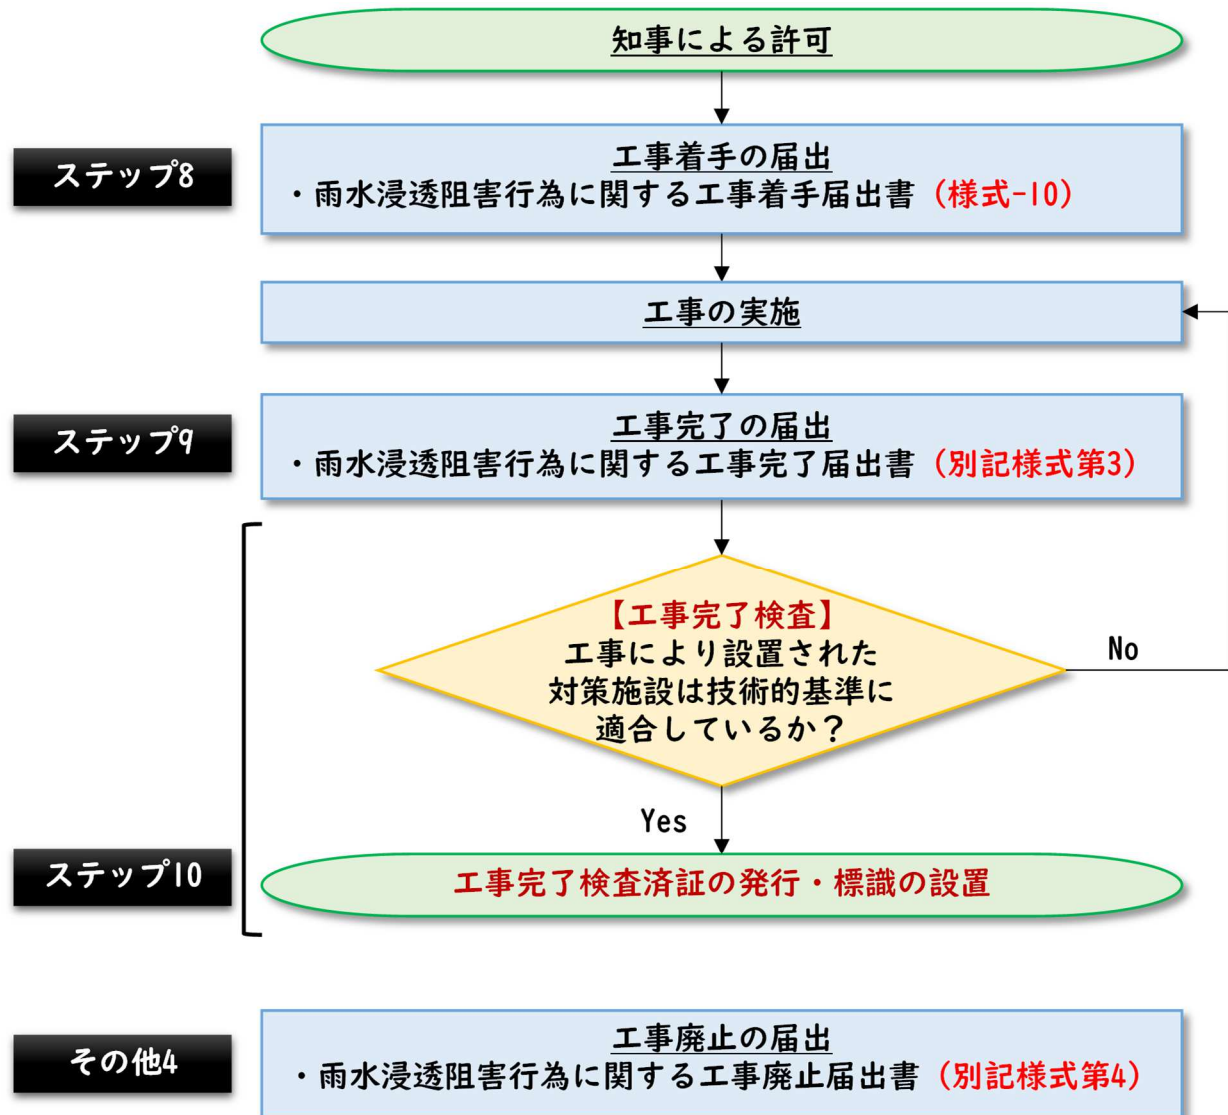 知事による許可
ステップ8
工事着手の届出
・雨水浸透阻害行為に関する工事着手届出書（様式-10）
工事の実施
ステップ9
工事完了の届出
・雨水浸透阻害行為に関する工事完了届出書（別記様式第3）
【工事完了検査】
工事により設置された
対策施設は技術的基準に
適合しているか？
No
Yes
ステップ10
工事完了検査済証の発行・標識の設置
その他4
工事廃止の届出
・雨水浸透阻害行為に関する工事廃止届出書（別記様式第4）